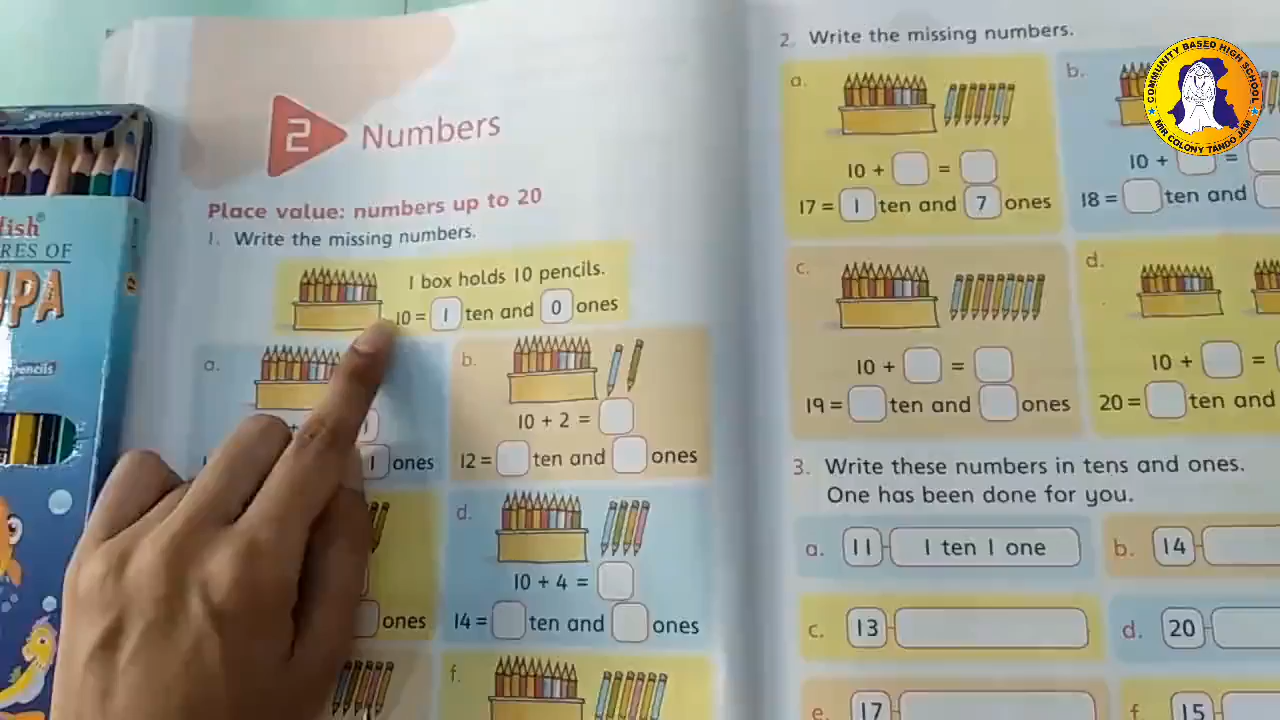 2 Numbers
Place value: numbers up to 20
1. Write the missing numbers.
1 box holds 10 pencils.
10 = 1 ten and 0 ones
a.
1 ones
b.
10 + 2 =
12 = ten and ones
ones
d.
10 + 4 =
14 = ten and ones
f.
2. Write the missing numbers.
a.
10 + =
17 = 1 ten and 7 ones
b.
10 + =
18 = ten and
c.
10 + =
19 = ten and ones
d.
10 + =
20 = ten and
3. Write these numbers in tens and ones.
One has been done for you.
a. 11 1 ten 1 one
b. 14
c. 13
d. 20
e. 17
f. 15
fish®
RES OF
PA
Pencils
COMMUNITY BASED HIGH SCHOOL
MIR COLONY TANDO JAM